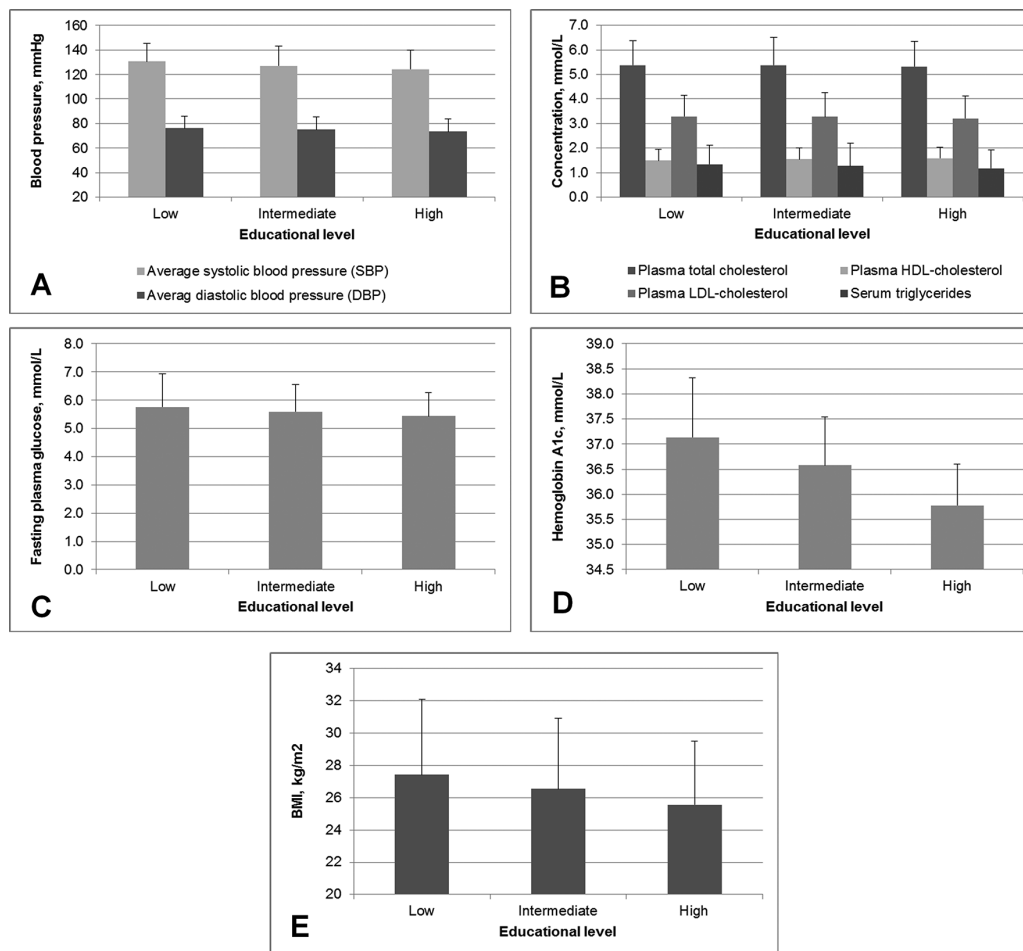 160
140
120
100
80
60
40
20
Blood pressure, mmHg
Low Intermediate High
Educational level
A
Average systolic blood pressure (SBP)
Averag diastolic blood pressure (DBP)
7.0
6.0
5.0
4.0
3.0
2.0
1.0
0.0
Concentration, mmol/L
Low Intermediate High
Educational level
B
Plasma total cholesterol Plasma HDL-cholesterol
Plasma LDL-cholesterol Serum triglycerides
8.0
7.0
6.0
5.0
4.0
3.0
2.0
1.0
0.0
Fasting plasma glucose, mmol/L
Low Intermediate High
Educational level
C
39.0
38.5
38.0
37.5
37.0
36.5
36.0
35.5
35.0
34.5
Hemoglobin A1c, mmol/L
Low Intermediate High
Educational level
D
34
32
30
28
26
24
22
20
BMI, kg/m2
Low Intermediate High
Educational level
E